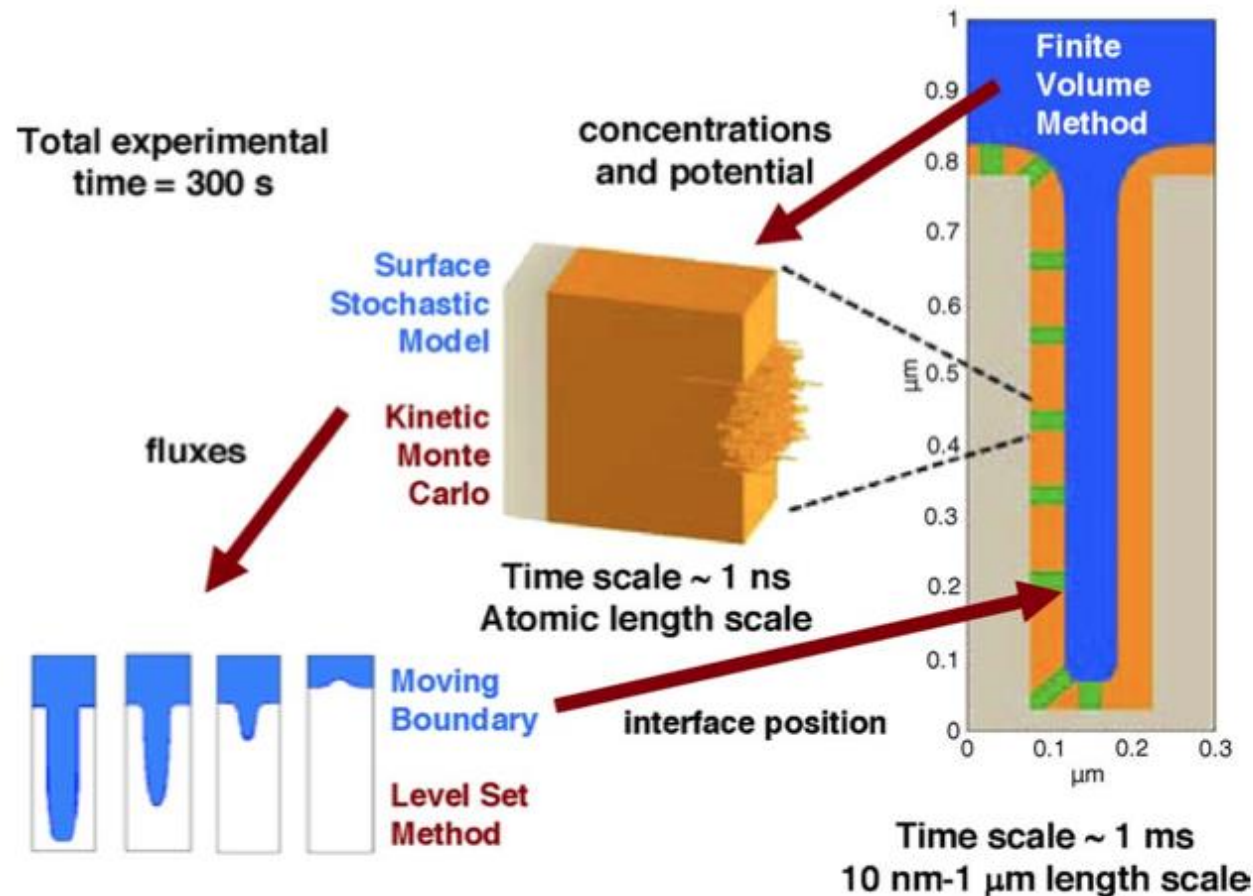 Total experimental
time = 300 s
concentrations
and potential
Finite
Volume
Method
Surface
Stochastic
Model
Kinetic
Monte
Carlo
fluxes
Time scale ~ 1 ns
Atomic length scale
Moving
Boundary
Level Set
Method
interface position
1
0.9
0.8
0.7
0.6
0.5
0.4
0.3
0.2
0.1
0
μm
0 0.1 0.2 0.3
μm
Time scale ~ 1 ms
10 nm-1 μm length scale